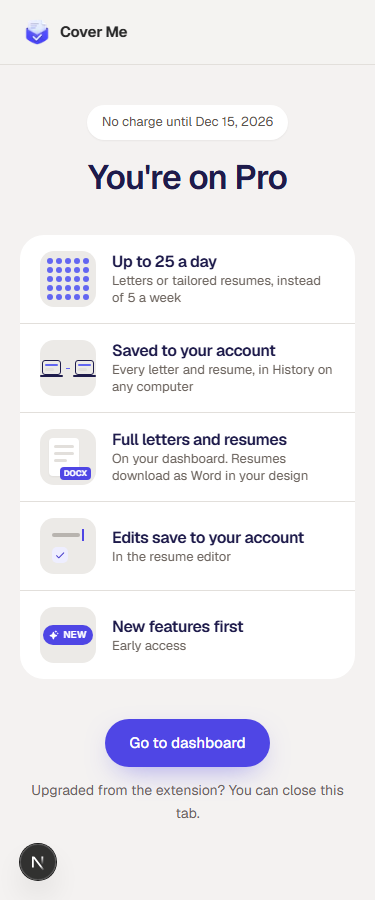 Cover Me
No charge until Dec 15, 2026
You're on Pro
Up to 25 a day
Letters or tailored resumes, instead
of 5 a week
Saved to your account
Every letter and resume, in History on
any computer
DOCX
Full letters and resumes
On your dashboard. Resumes
download as Word in your design
Edits save to your account
In the resume editor
NEW
New features first
Early access
Go to dashboard
Upgraded from the extension? You can close this
tab.
N